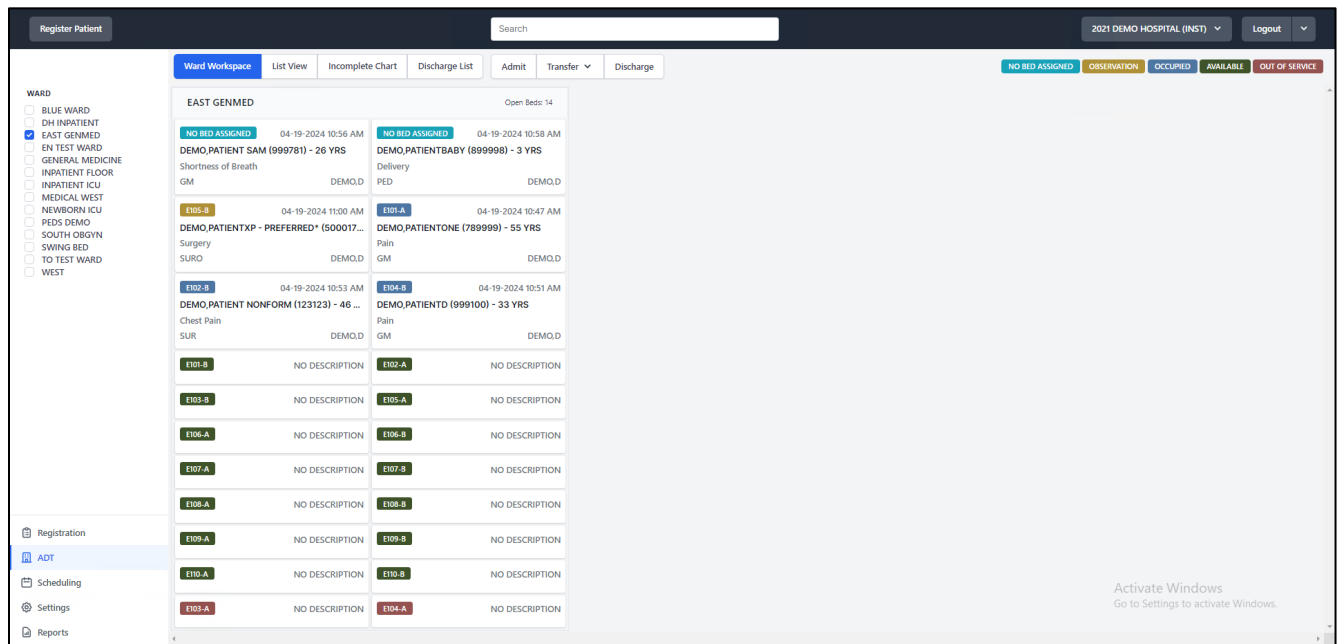 Register Patient
Search
2021 DEMO HOSPITAL (INST)
Logout
Ward Workspace
List View
Incomplete Chart
Discharge List
Admit
Transfer
Discharge
NO BED ASSIGNED
OBSERVATION
OCCUPIED
AVAILABLE
OUT OF SERVICE
WARD
BLUE WARD
DH INPATIENT
EAST GENMED
EN TEST WARD
GENERAL MEDICINE
INPATIENT FLOOR
INPATIENT ICU
MEDICAL WEST
NEWBORN ICU
PEDS DEMO
SOUTH OBGYN
SWING BED
TO TEST WARD
WEST
Registration
ADT
Scheduling
Settings
Reports
EAST GENMED
Open Beds: 14
NO BED ASSIGNED 04-19-2024 10:56 AM
DEMO,PATIENT SAM (999781) - 26 YRS
Shortness of Breath
GM DEMO,D
NO BED ASSIGNED 04-19-2024 10:58 AM
DEMO,PATIENTBABY (899998) - 3 YRS
Delivery
PED DEMO,D
E105-B 04-19-2024 11:00 AM
DEMO,PATIENTXP - PREFERRED* (500017...
Surgery
SURO DEMO,D
E101-A 04-19-2024 10:47 AM
DEMO,PATIENTONE (789999) - 55 YRS
Pain
GM DEMO,D
E102-B 04-19-2024 10:53 AM
DEMO,PATIENT NONFORM (123123) - 46 ...
Chest Pain
SUR DEMO,D
E104-B 04-19-2024 10:51 AM
DEMO,PATIENTD (999100) - 33 YRS
Pain
GM DEMO,D
E101-B NO DESCRIPTION
E102-A NO DESCRIPTION
E103-B NO DESCRIPTION
E105-A NO DESCRIPTION
E106-A NO DESCRIPTION
E106-B NO DESCRIPTION
E107-A NO DESCRIPTION
E107-B NO DESCRIPTION
E108-A NO DESCRIPTION
E108-B NO DESCRIPTION
E109-A NO DESCRIPTION
E109-B NO DESCRIPTION
E110-A NO DESCRIPTION
E110-B NO DESCRIPTION
E103-A NO DESCRIPTION
E104-A NO DESCRIPTION
Activate Windows
Go to Settings to activate Windows.